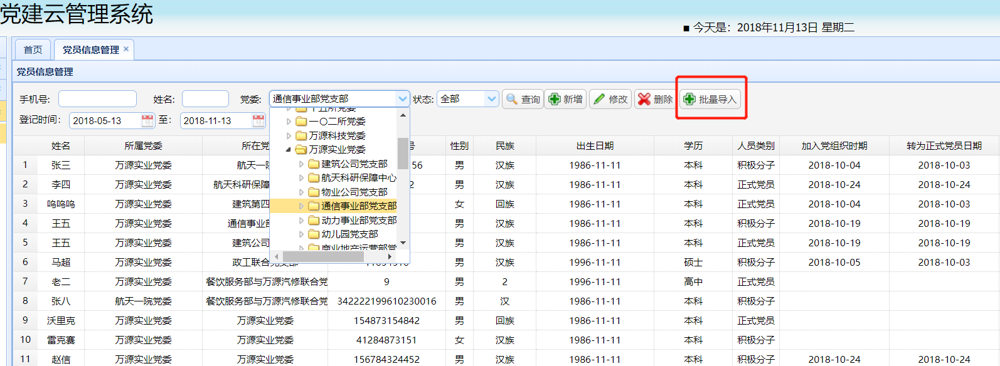 党建云管理系统
■ 今天是：2018年11月13日 星期二
首页 党员信息管理 ×
党员信息管理
手机号： 姓名： 党委： 通信事业部党支部 状态： 全部 查询 新增 修改 删除 批量导入
登记时间： 2018-05-13 至： 2018-11-13
十五所党委
一〇二所党委
万源科技党委
万源实业党委
建筑公司党支部
航天科研保障中心
物业公司党支部
通信事业部党支部
动力事业部党支部
幼儿园党支部
商业地产运营部党
姓名 所属党委 所在党 号 性别 民族 出生日期 学历 人员类别 加入党组织时期 转为正式党员日期
1 张三 万源实业党委 航天一院 56 男 汉族 1986-11-11 本科 积极分子 2018-10-04 2018-10-03
2 李四 万源实业党委 航天科研保障 2 男 汉族 1986-11-11 本科 正式党员 2018-10-24 2018-10-24
3 呜呜呜 万源实业党委 建筑第四 女 回族 1986-11-11 本科 正式党员 2018-10-04 2018-10-03
4 王五 万源实业党委 通信事业部 男 汉族 1986-11-11 本科 积极分子 2018-10-19 2018-10-19
5 王五 万源实业党委 建筑公司 男 汉族 1986-11-11 本科 正式党员 2018-10-19 2018-10-19
6 马超 万源实业党委 政工联合党支部 男 汉族 1996-11-11 硕士 积极分子 2018-10-05 2018-10-03
7 老二 万源实业党委 餐饮服务部与万源汽修联合党 9 男 2 1986-11-11 高中 正式党员
8 张八 航天一院党委 餐饮服务部与万源汽修联合党 342222199610230016 男 汉 1986-11-11 本科 积极分子
9 沃里克 万源实业党委 万源实业党委 154873154842 男 回族 1986-11-11 本科 正式党员
10 雷克赛 万源实业党委 万源实业党委 41284873151 女 汉族 1986-11-11 本科 积极分子
11 赵信 万源实业党委 万源实业党委 156784324452 男 汉族 1986-11-11 本科 积极分子 2018-10-24 2018-10-24